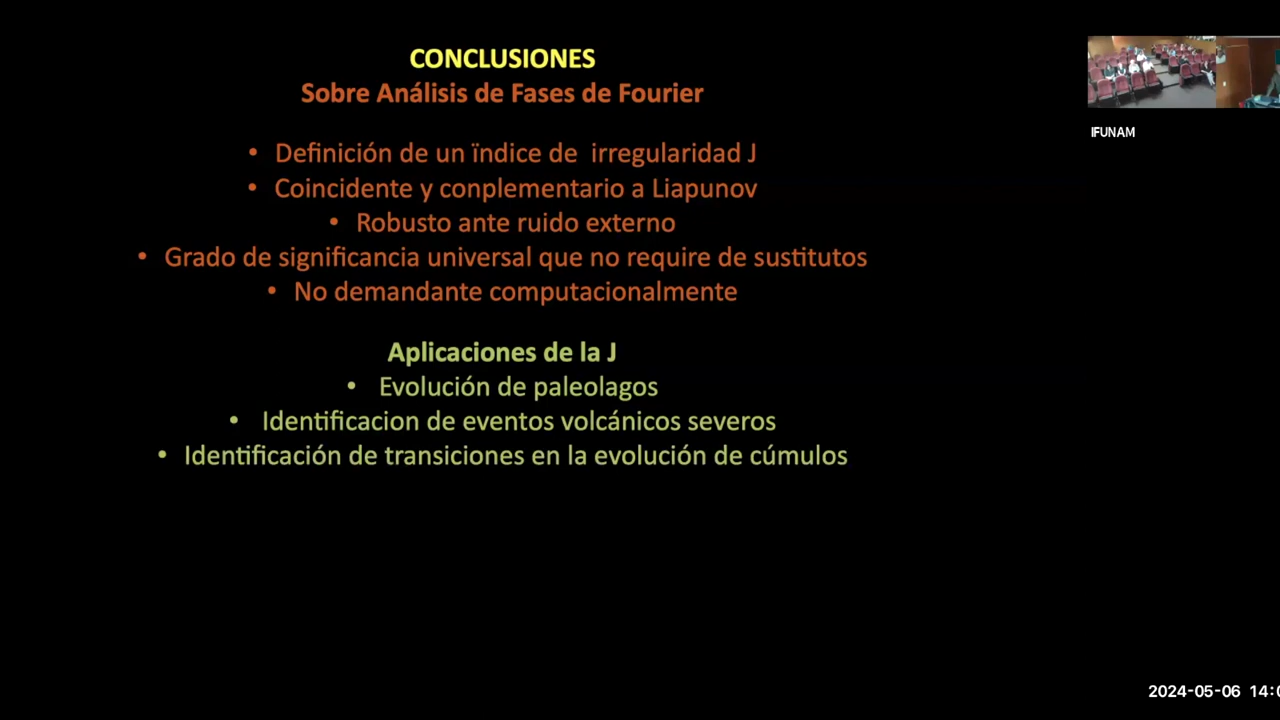 CONCLUSIONES
Sobre Análisis de Fases de Fourier
• Definición de un ïndice de irregularidad J
• Coincidente y conplementario a Liapunov
• Robusto ante ruido externo
• Grado de significancia universal que no require de sustitutos
• No demandante computacionalmente
Aplicaciones de la J
• Evolución de paleolagos
• Identificacion de eventos volcánicos severos
• Identificación de transiciones en la evolución de cúmulos
IFUNAM
2024-05-06 14:0